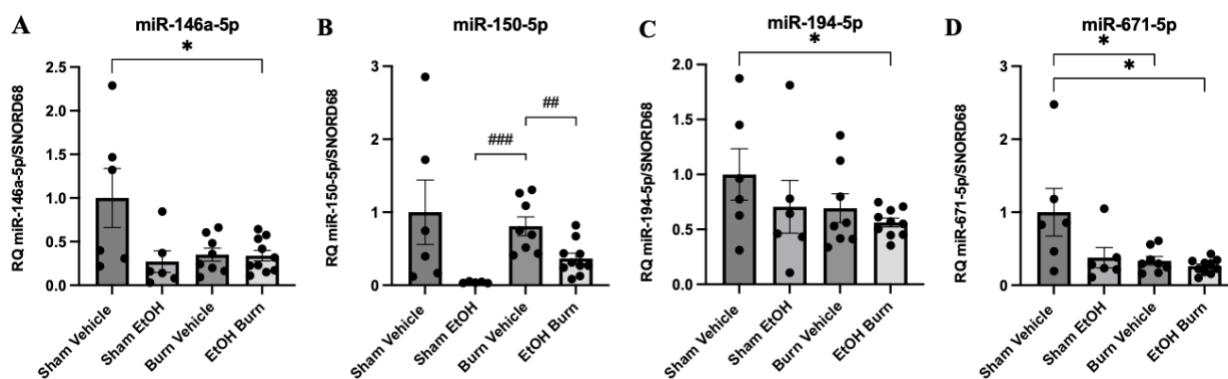 A
miR-146a-5p
*
RQ miR-146a-5p/SNORD68
2.5
2.0
1.5
1.0
0.5
0.0
Sham Vehicle
Sham EtOH
Burn Vehicle
EtOH Burn
B
miR-150-5p
##
###
RQ miR-150-5p/SNORD68
3
2
1
0
Sham Vehicle
Sham EtOH
Burn Vehicle
EtOH Burn
C
miR-194-5p
*
RQ miR-194-5p/SNORD68
2.0
1.5
1.0
0.5
0.0
Sham Vehicle
Sham EtOH
Burn Vehicle
EtOH Burn
D
miR-671-5p
*
*
RQ miR-671-5p/SNORD68
3
2
1
0
Sham Vehicle
Sham EtOH
Burn Vehicle
EtOH Burn